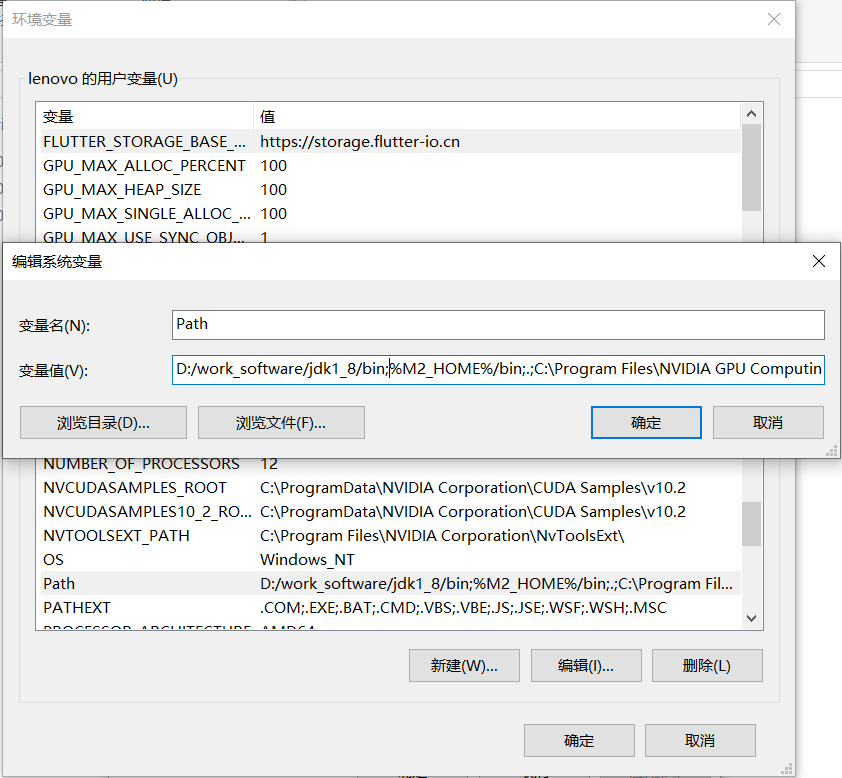 环境变量
lenovo 的用户变量(U)
变量 值
FLUTTER_STORAGE_BASE_... https://storage.flutter-io.cn
GPU_MAX_ALLOC_PERCENT 100
GPU_MAX_HEAP_SIZE 100
GPU_MAX_SINGLE_ALLOC_... 100
GPU_MAX_USE_SYNC_OBJ... 1
编辑系统变量
变量名(N): Path
变量值(V): D:/work_software/jdk1_8/bin;%M2_HOME%/bin;.;C:\Program Files\NVIDIA GPU Computin
浏览目录(D)... 浏览文件(F)... 确定 取消
NUMBER_OF_PROCESSORS 12
NVCUDASAMPLES_ROOT C:\ProgramData\NVIDIA Corporation\CUDA Samples\v10.2
NVCUDASAMPLES10_2_RO... C:\ProgramData\NVIDIA Corporation\CUDA Samples\v10.2
NVTOOLSEXT_PATH C:\Program Files\NVIDIA Corporation\NvToolsExt\
OS Windows_NT
Path D:/work_software/jdk1_8/bin;%M2_HOME%/bin;.;C:\Program Fil...
PATHEXT .COM;.EXE;.BAT;.CMD;.VBS;.VBE;.JS;.JSE;.WSF;.WSH;.MSC
PROCESSOR_ARCHITECTURE AMD64
新建(W)... 编辑(I)... 删除(L)
确定 取消